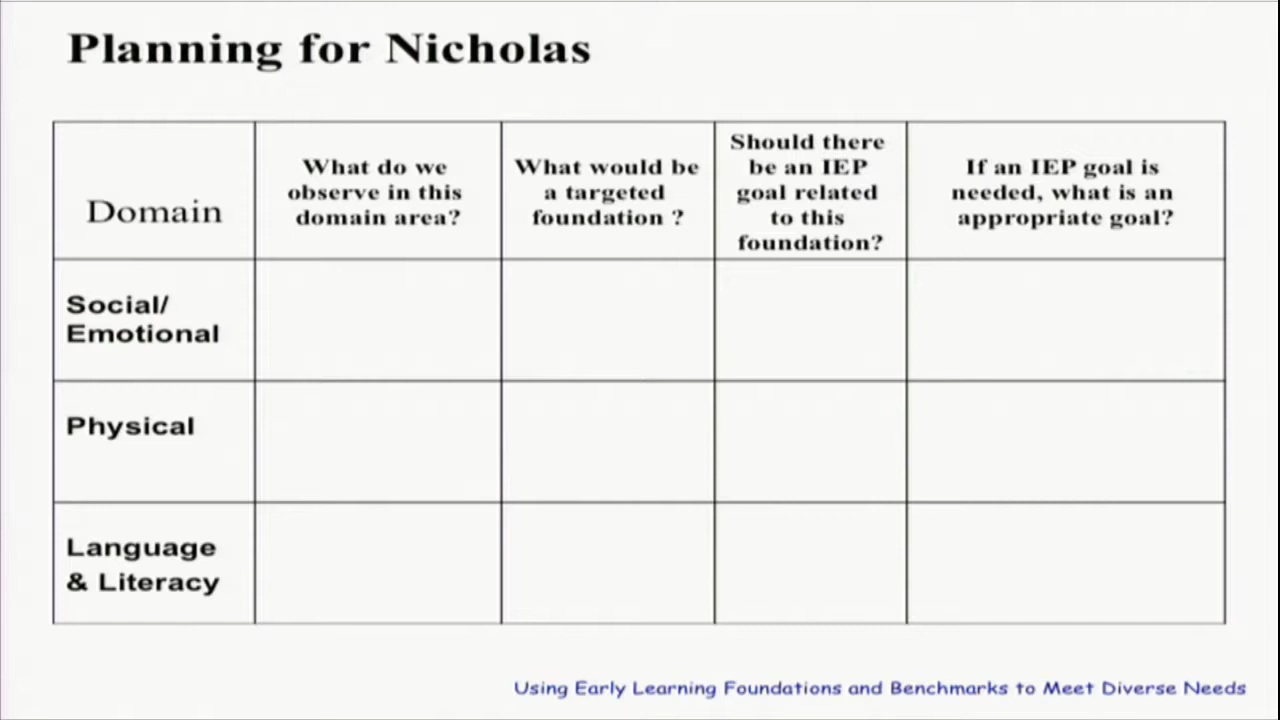 Planning for Nicholas
Domain
What do we
observe in this
domain area?
What would be
a targeted
foundation ?
Should there
be an IEP
goal related
to this
foundation?
If an IEP goal is
needed, what is an
appropriate goal?
Social/
Emotional
Physical
Language
& Literacy
Using Early Learning Foundations and Benchmarks to Meet Diverse Needs